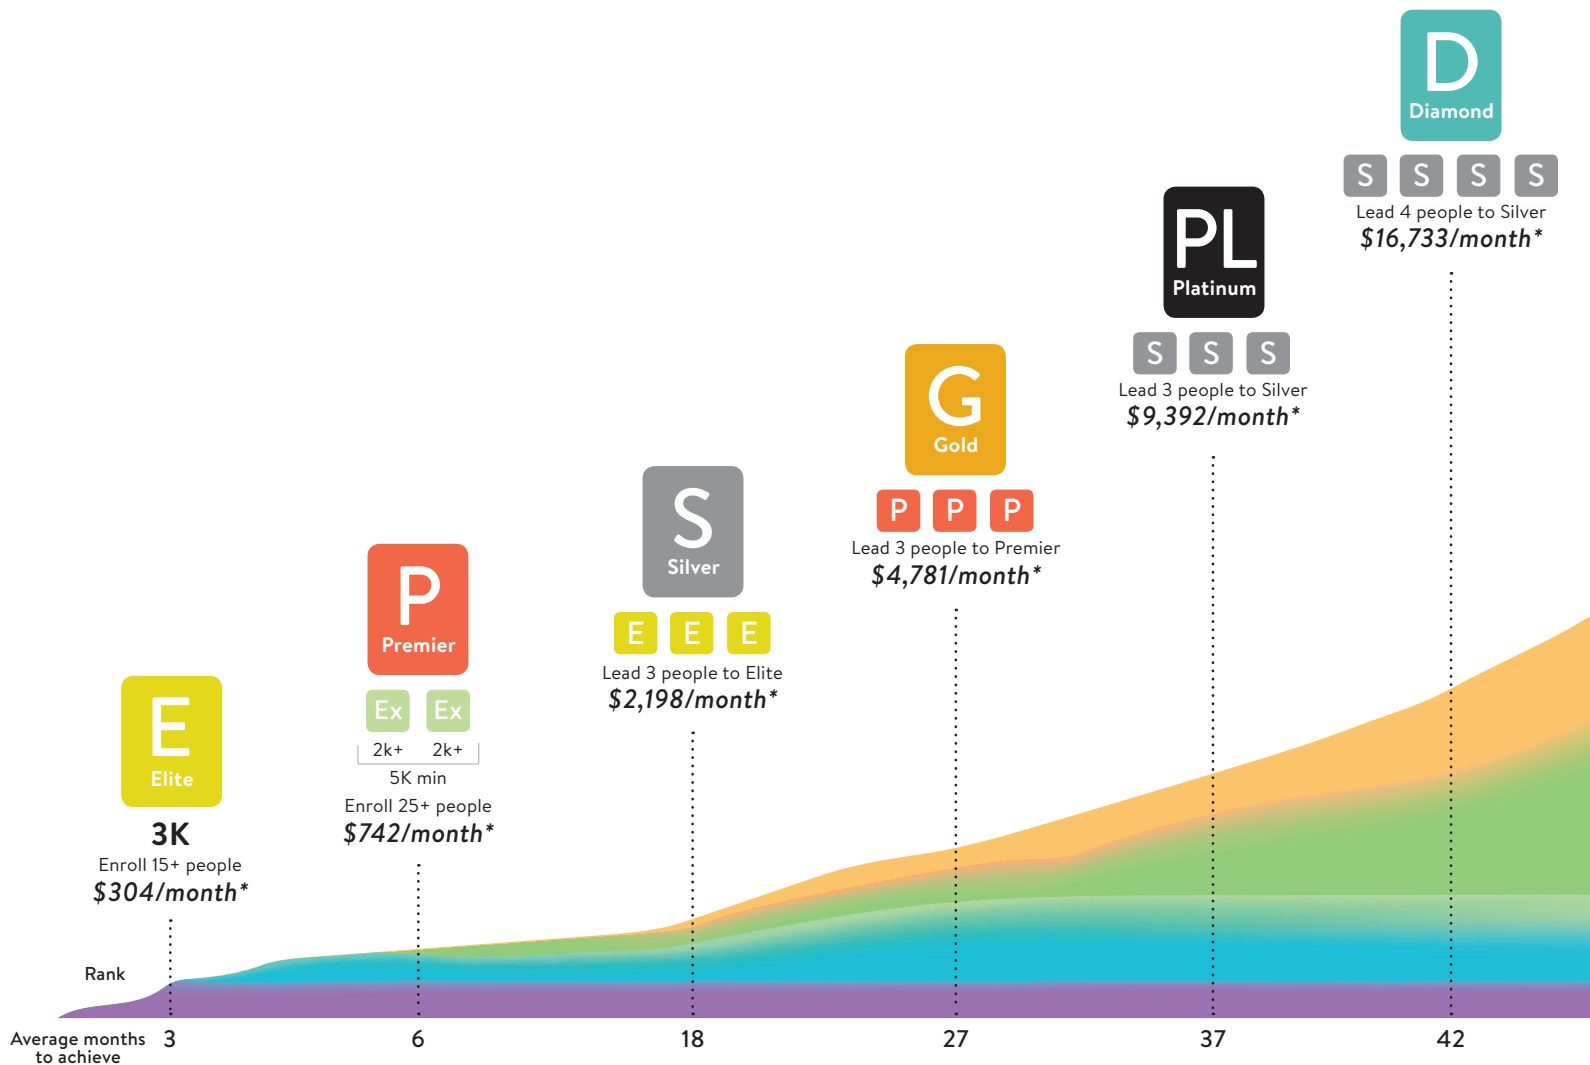 D
Diamond
S S S S
Lead 4 people to Silver
$16,733/month*
PL
Platinum
S S S
Lead 3 people to Silver
$9,392/month*
G
Gold
P P P
Lead 3 people to Premier
$4,781/month*
S
Silver
E E E
Lead 3 people to Elite
$2,198/month*
P
Premier
Ex Ex
2k+ 2k+
5K min
Enroll 25+ people
$742/month*
E
Elite
3K
Enroll 15+ people
$304/month*
Rank
Average months
to achieve
3 6 18 27 37 42